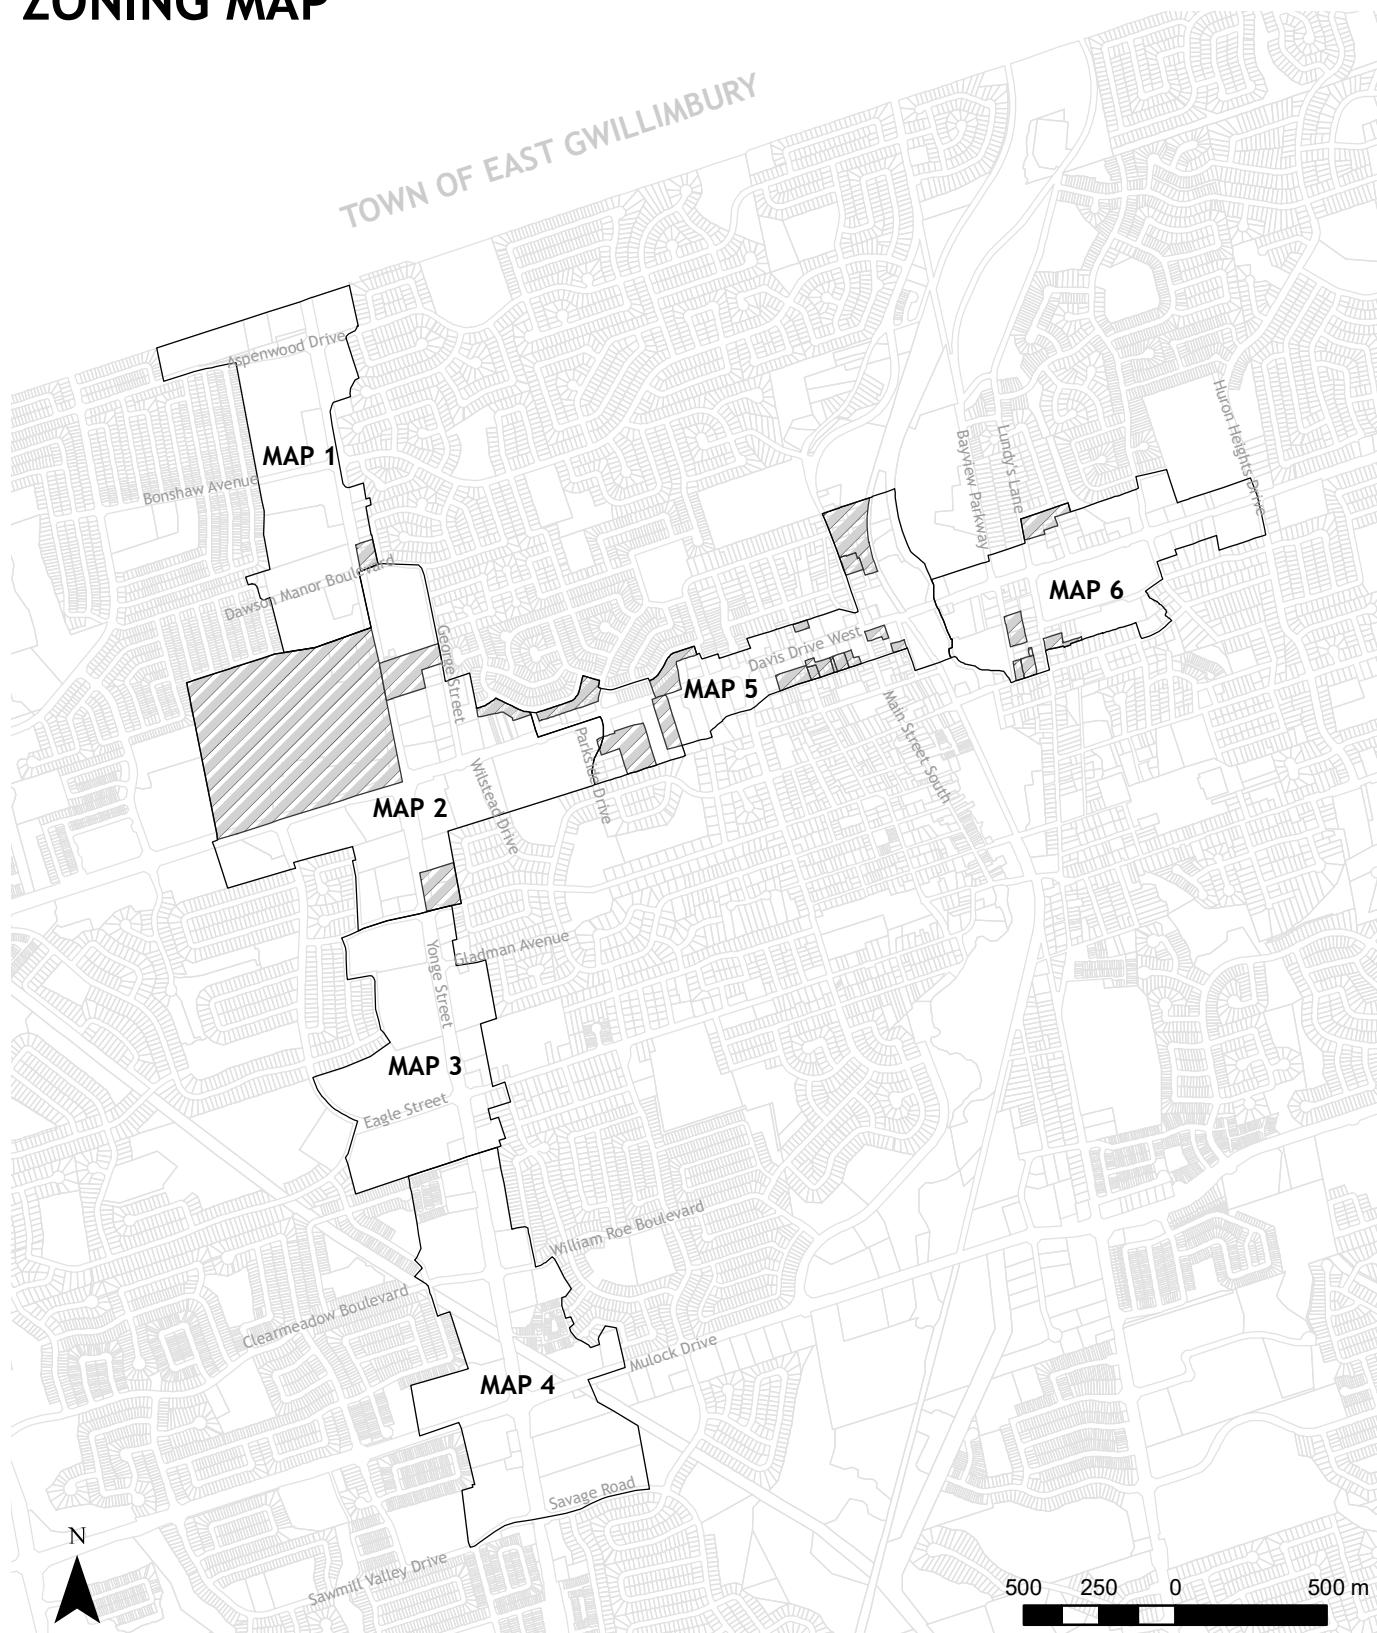 ZONING MAP
TOWN OF EAST GWILLIMBURY
Aspenwood Drive
MAP 1
Bonshaw Avenue
Dawson Manor Boulevard
Huron Heights Drive
Lundy's Lane
Bayview Parkway
MAP 6
George Street
Davis Drive West
MAP 5
Main Street South
Parkside Drive
Wilstead Drive
MAP 2
Gladman Avenue
Yonge Street
MAP 3
Eagle Street
William Roe Boulevard
Clearmeadow Boulevard
Mulock Drive
MAP 4
Savage Road
Sawmill Valley Drive
N
500 250 0 500 m